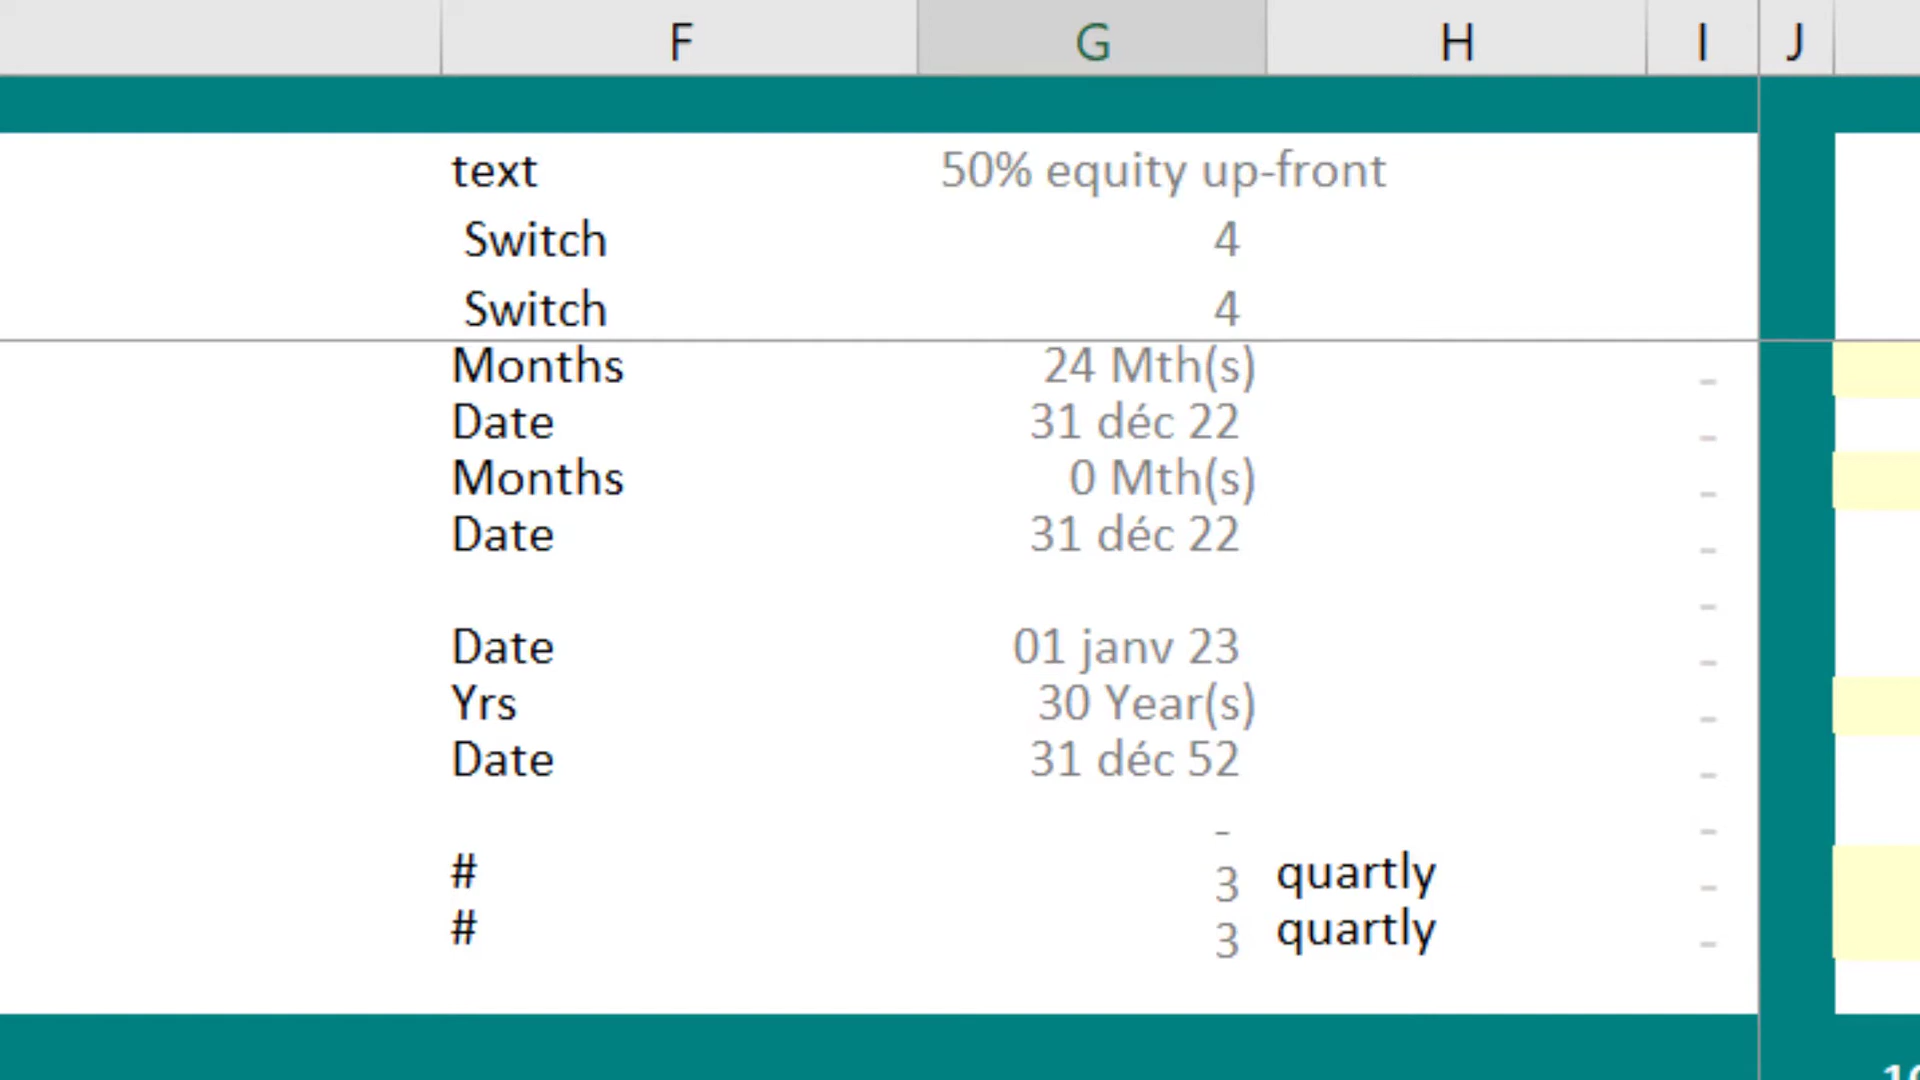 F G H I J
text 50% equity up-front
Switch 4
Switch 4
Months 24 Mth(s) -
Date 31 déc 22 -
Months 0 Mth(s) -
Date 31 déc 22 -
-
Date 01 janv 23 -
Yrs 30 Year(s) -
Date 31 déc 52 -
- -
# 3 quartly -
# 3 quartly -